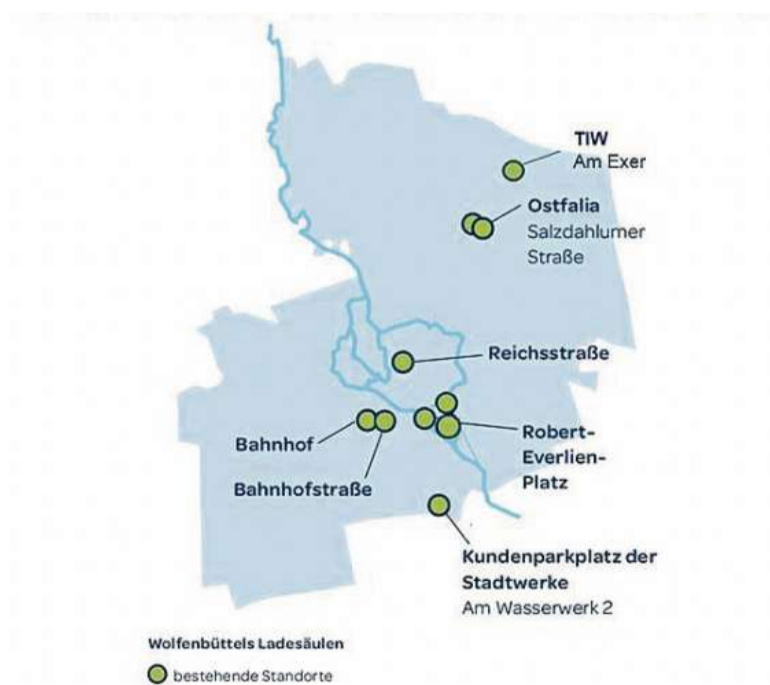 TIW
Am Exer
Ostfalia
Salzdahlumer
Straße
Reichsstraße
Bahnhof
Bahnhofstraße
Robert-
Everlien-
Platz
Kundenparkplatz der
Stadtwerke
Am Wasserwerk 2
Wolfenbüttels Ladesäulen
bestehende Standorte